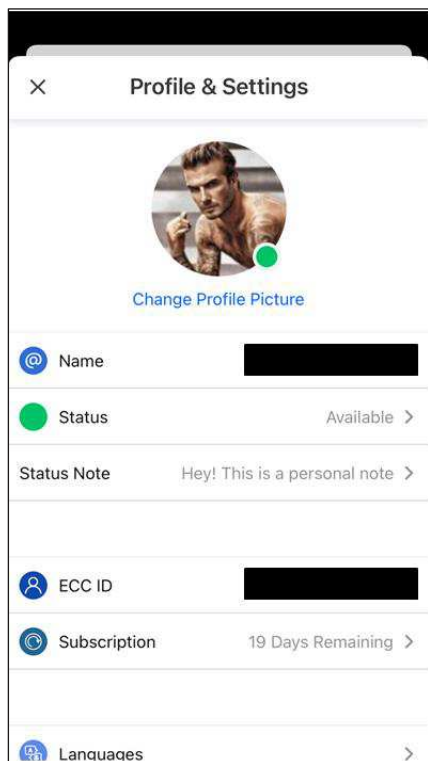 Profile & Settings
Change Profile Picture
Name
Status Available
Status Note Hey! This is a personal note
ECC ID
Subscription 19 Days Remaining
Languages